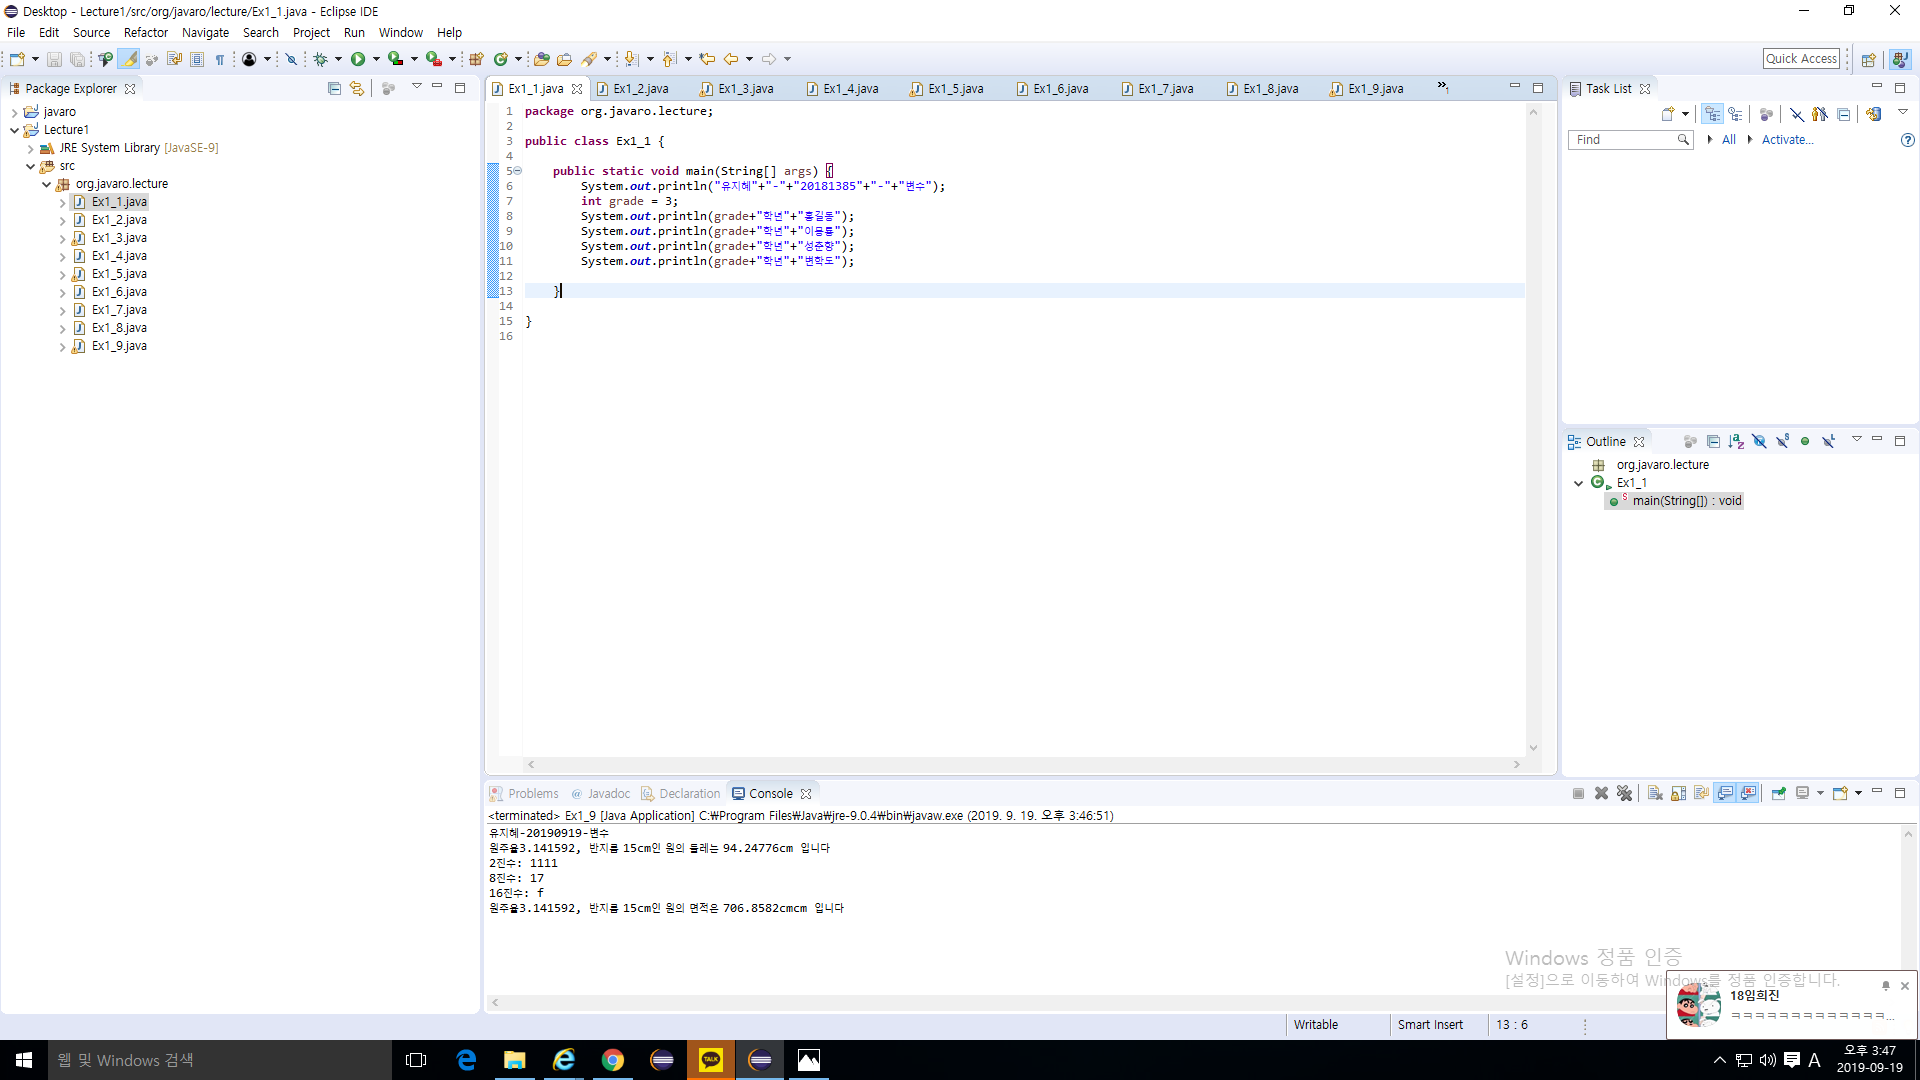 Desktop - Lecture1/src/org/javaro/lecture/Ex1_1.java - Eclipse IDE
File Edit Source Refactor Navigate Search Project Run Window Help
Quick Access
Package Explorer
javaro
Lecture1
JRE System Library [JavaSE-9]
src
org.javaro.lecture
Ex1_1.java
Ex1_2.java
Ex1_3.java
Ex1_4.java
Ex1_5.java
Ex1_6.java
Ex1_7.java
Ex1_8.java
Ex1_9.java
Ex1_1.java Ex1_2.java Ex1_3.java Ex1_4.java Ex1_5.java Ex1_6.java Ex1_7.java Ex1_8.java Ex1_9.java »1
1 package org.javaro.lecture;
2
3 public class Ex1_1 {
4
5 public static void main(String[] args) {
6 System.out.println("유지혜"+"-"+"20181385"+"-"+"변수");
7 int grade = 3;
8 System.out.println(grade+"학년"+"홍길동");
9 System.out.println(grade+"학년"+"이몽룡");
10 System.out.println(grade+"학년"+"성춘향");
11 System.out.println(grade+"학년"+"변학도");
12
13 }
14
15 }
16
Task List
Find All Activate...
Outline
org.javaro.lecture
Ex1_1
main(String[]) : void
Problems @ Javadoc Declaration Console
<terminated> Ex1_9 [Java Application] C:₩Program Files₩Java₩jre-9.0.4₩bin₩javaw.exe (2019. 9. 19. 오후 3:46:51)
유지혜-20190919-변수
원주율3.141592, 반지름 15cm인 원의 둘레는 94.24776cm 입니다
2진수: 1111
8진수: 17
16진수: f
원주율3.141592, 반지름 15cm인 원의 면적은 706.8582cmcm 입니다
Windows 정품 인증
[설정]으로 이동하여 Windows를 정품 인증합니다.
18임희진
ㅋㅋㅋㅋㅋㅋㅋㅋㅋㅋㅋㅋㅋ...
Writable Smart Insert 13 : 6
웹 및 Windows 검색
TALK
A
오후 3:47
2019-09-19